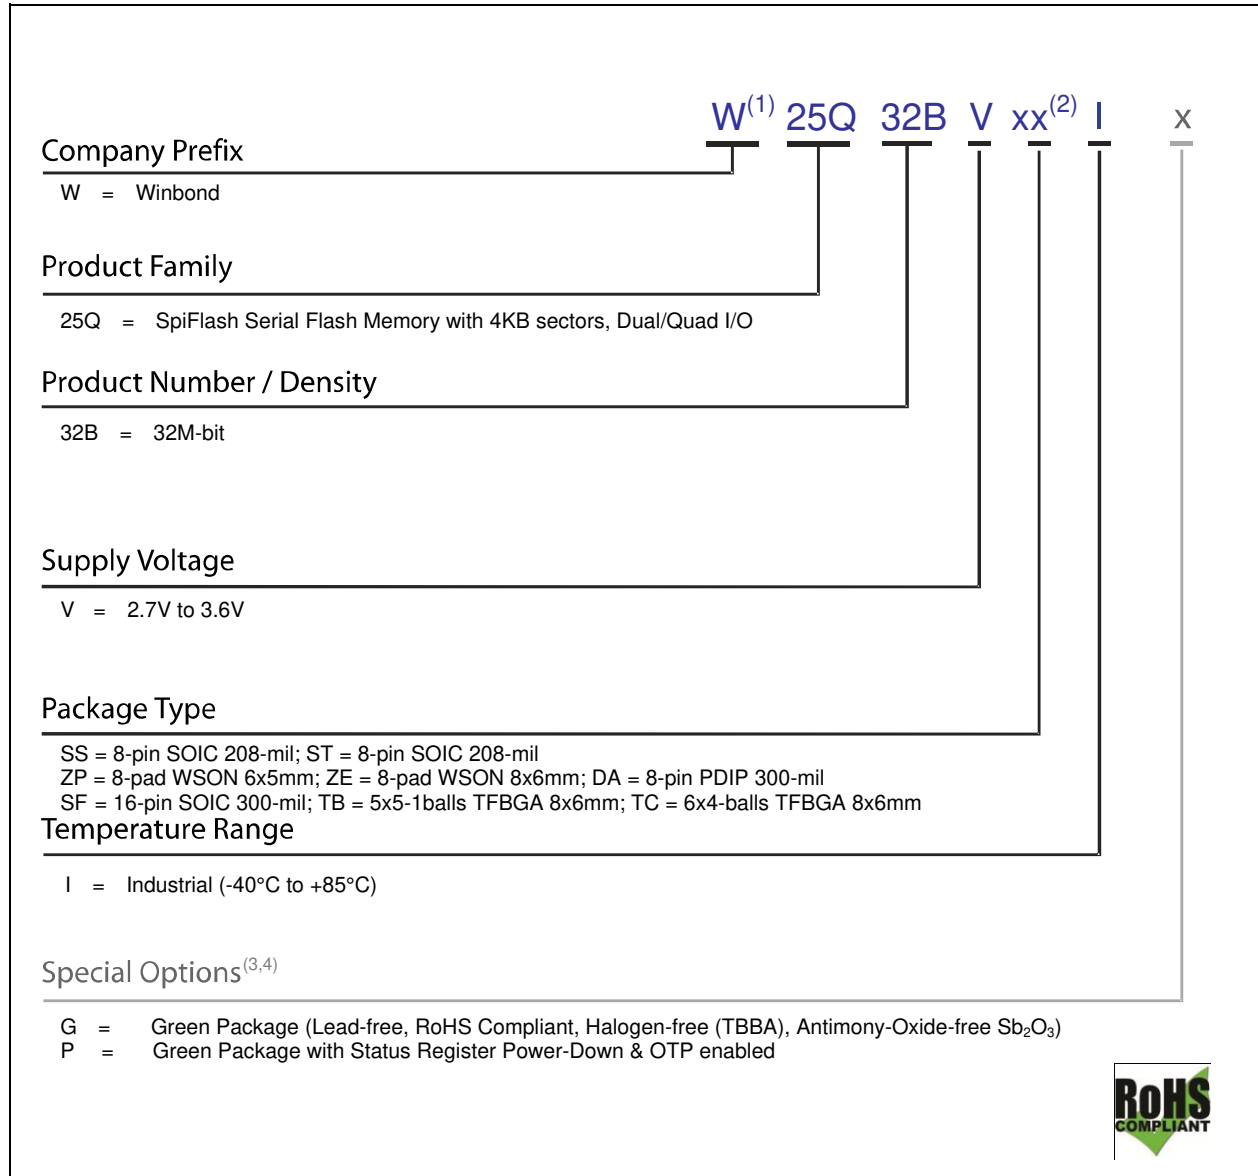 W(1) 25Q 32B V xx(2) I x
Company Prefix
W = Winbond
Product Family
25Q = SpiFlash Serial Flash Memory with 4KB sectors, Dual/Quad I/O
Product Number / Density
32B = 32M-bit
Supply Voltage
V = 2.7V to 3.6V
Package Type
SS = 8-pin SOIC 208-mil; ST = 8-pin SOIC 208-mil
ZP = 8-pad WSON 6x5mm; ZE = 8-pad WSON 8x6mm; DA = 8-pin PDIP 300-mil
SF = 16-pin SOIC 300-mil; TB = 5x5-1balls TFBGA 8x6mm; TC = 6x4-balls TFBGA 8x6mm
Temperature Range
I = Industrial (-40°C to +85°C)
Special Options(3,4)
G = Green Package (Lead-free, RoHS Compliant, Halogen-free (TBBA), Antimony-Oxide-free Sb₂O₃)
P = Green Package with Status Register Power-Down & OTP enabled
RoHS
COMPLIANT